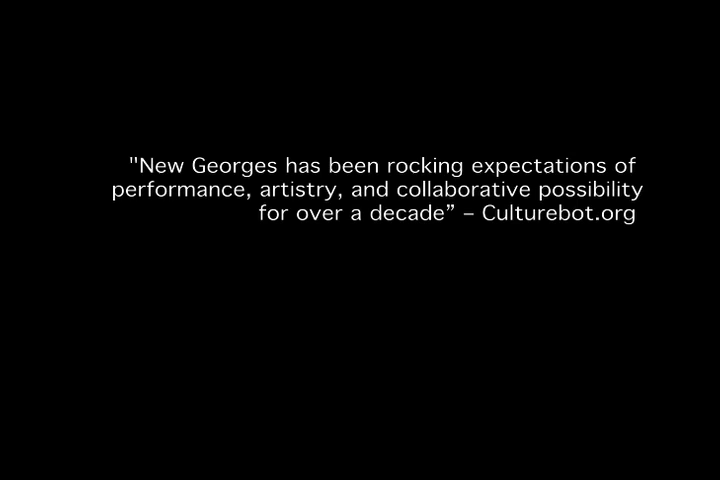 "New Georges has been rocking expectations of
performance, artistry, and collaborative possibility
for over a decade” – Culturebot.org